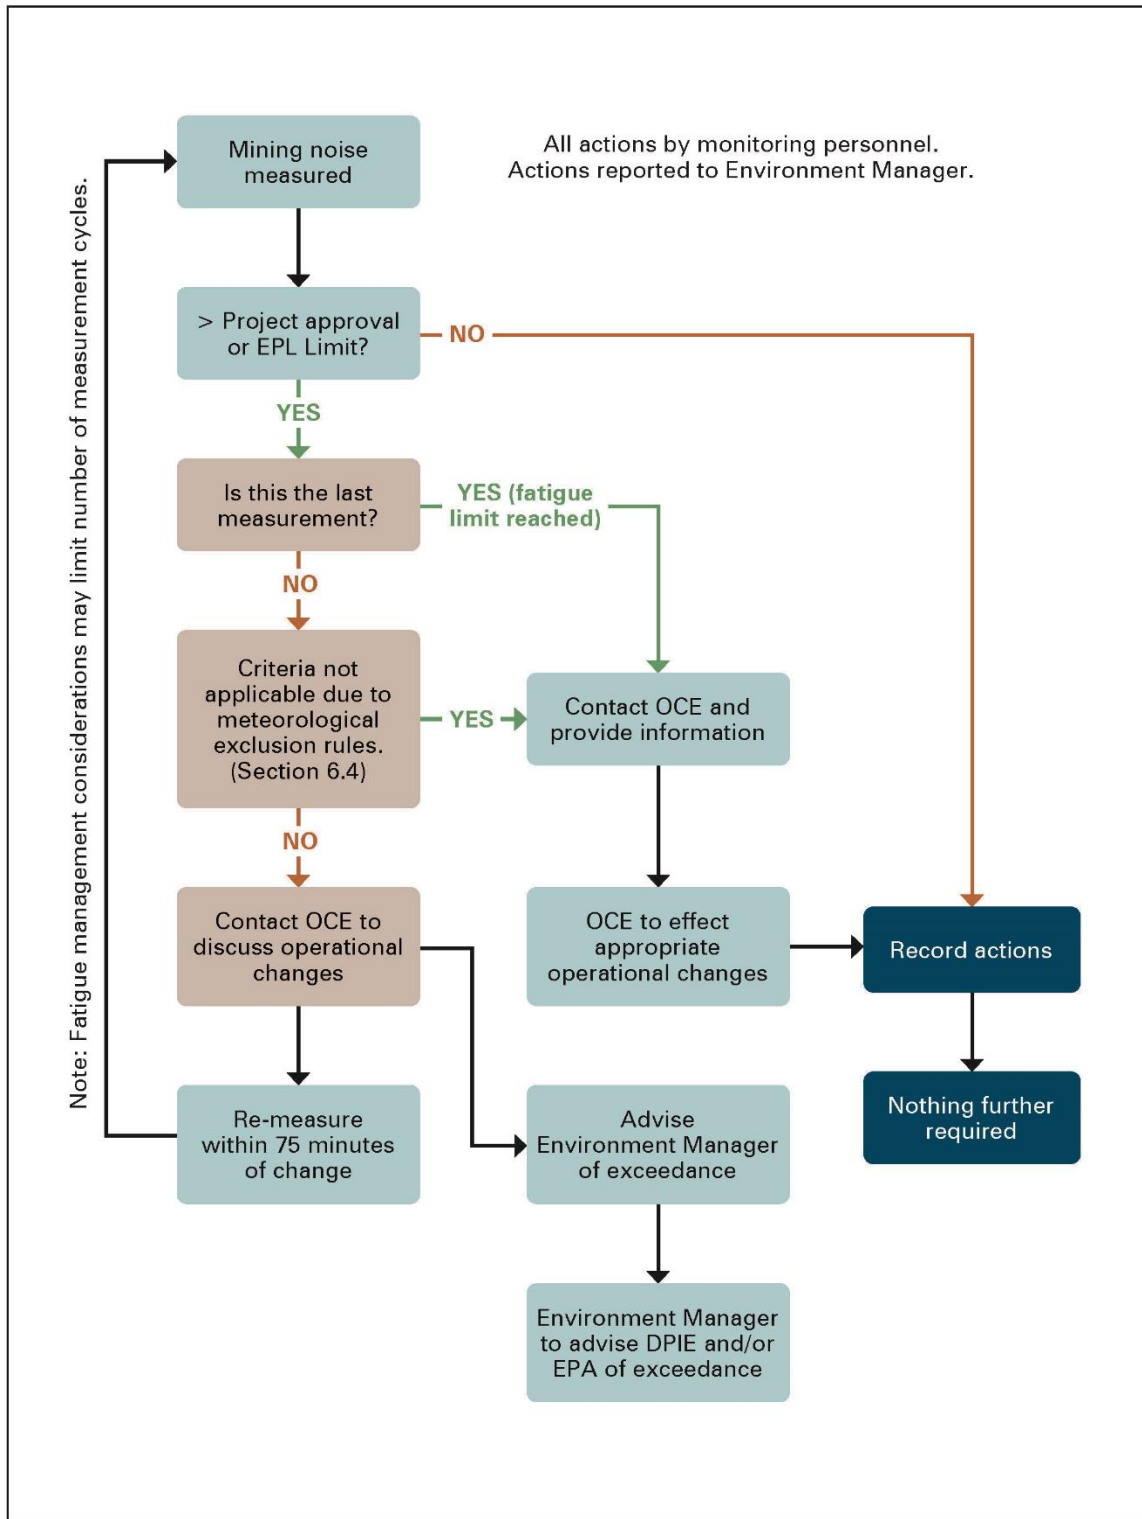 All actions by monitoring personnel.
Actions reported to Environment Manager.
Mining noise
measured
> Project approval
or EPL Limit?
NO
YES
Is this the last
measurement?
YES (fatigue
limit reached)
NO
Criteria not
applicable due to
meteorological
exclusion rules.
(Section 6.4)
YES
Contact OCE and
provide information
NO
Contact OCE to
discuss operational
changes
OCE to effect
appropriate
operational changes
Record actions
Re-measure
within 75 minutes
of change
Advise
Environment Manager
of exceedance
Nothing further
required
Environment Manager
to advise DPIE and/or
EPA of exceedance
Note: Fatigue management considerations may limit number of measurement cycles.